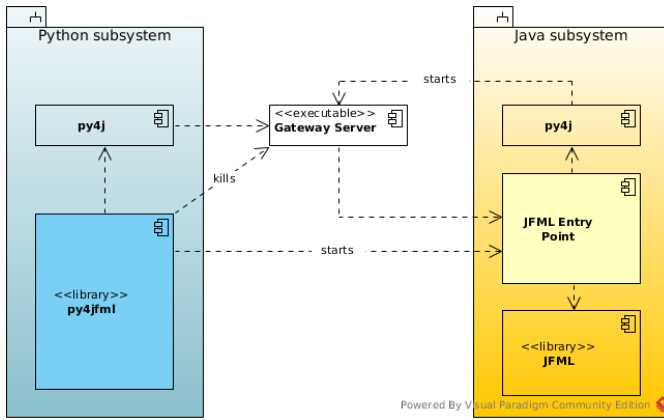 Python subsystem
Java subsystem
starts
<<executable>>
Gateway Server
py4j
py4j
kills
JFML Entry
Point
starts
<<library>>
py4jfml
<<library>>
JFML
Powered By Visual Paradigm Community Edition